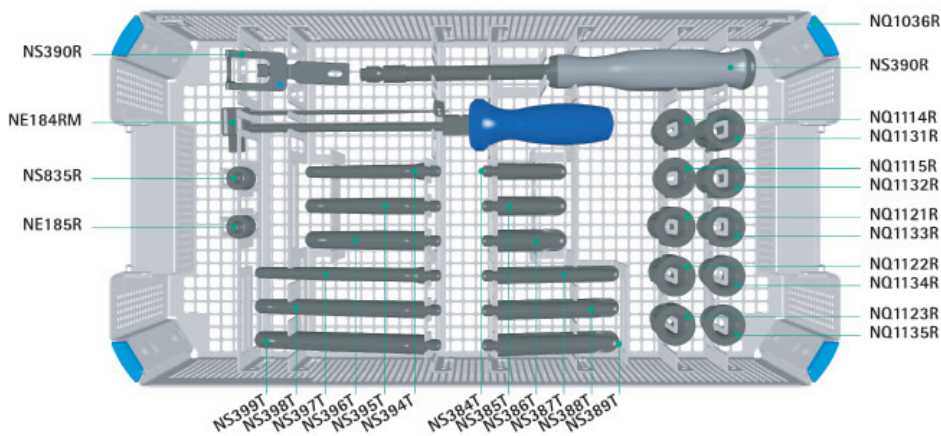 NQ1036R
NS390R
NS390R
NE184RM
NQ1114R
NQ1131R
NS835R
NQ1115R
NQ1132R
NE185R
NQ1121R
NQ1133R
NQ1122R
NQ1134R
NQ1123R
NQ1135R
NS399T
NS398T
NS397T
NS396T
NS395T
NS394T
NS384T
NS385T
NS386T
NS387T
NS388T
NS389T